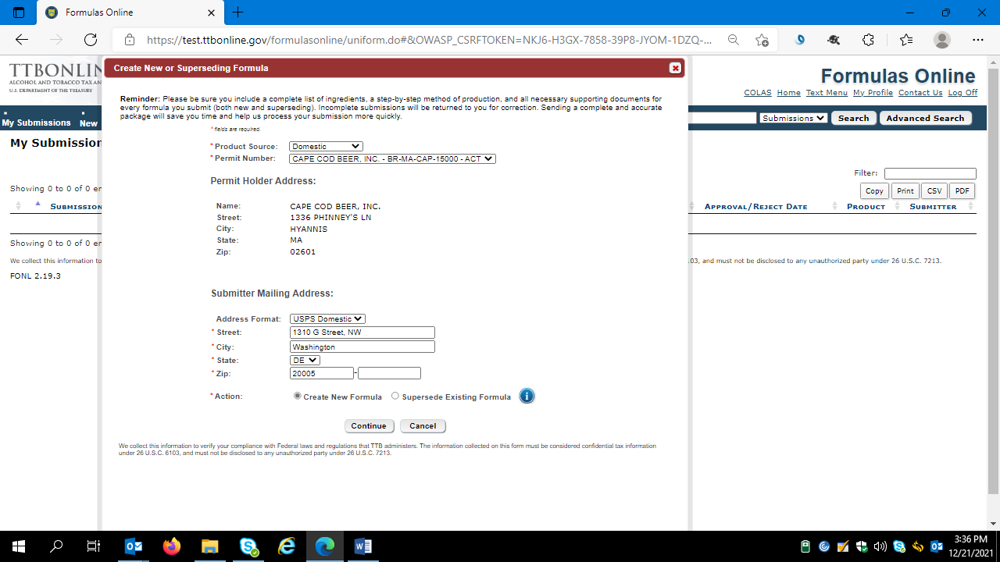 Formulas Online
https://test.ttbonline.gov/formulasonline/uniform.do#&OWASP_CSRFTOKEN=NKJ6-H3GX-7858-39P8-JYOM-1DZQ-...
TTBONLIN
ALCOHOL AND TOBACCO TAX AN
U.S. DEPARTMENT OF THE TREASURY
Formulas Online
COLAS Home Text Menu My Profile Contact Us Log Off
My Submissions New
Submissions Search Advanced Search
My Submission
Filter:
Showing 0 to 0 of 0 en
Copy Print CSV PDF
SUBMISSION
APPROVAL/REJECT DATE PRODUCT SUBMITTER
Showing 0 to 0 of 0 en
We collect this information to
.03, and must not be disclosed to any unauthorized party under 26 U.S.C. 7213.
FONL 2.19.3
Create New or Superseding Formula
Reminder: Please be sure you include a complete list of ingredients, a step-by-step method of production, and all necessary supporting documents for
every formula you submit (both new and superseding). Incomplete submissions will be returned to you for correction. Sending a complete and accurate
package will save you time and help us process your submission more quickly.
* fields are required.
* Product Source: Domestic
* Permit Number: CAPE COD BEER, INC. - BR-MA-CAP-15000 - ACT
Permit Holder Address:
Name: CAPE COD BEER, INC.
Street: 1336 PHINNEY'S LN
City: HYANNIS
State: MA
Zip: 02601
Submitter Mailing Address:
Address Format: USPS Domestic
* Street: 1310 G Street, NW
* City: Washington
* State: DE
* Zip: 20005 -
* Action: Create New Formula Supersede Existing Formula i
Continue Cancel
We collect this information to verify your compliance with Federal laws and regulations that TTB administers. The information collected on this form must be considered confidential tax information
under 26 U.S.C. 6103, and must not be disclosed to any unauthorized party under 26 U.S.C. 7213.
3:36 PM
12/21/2021